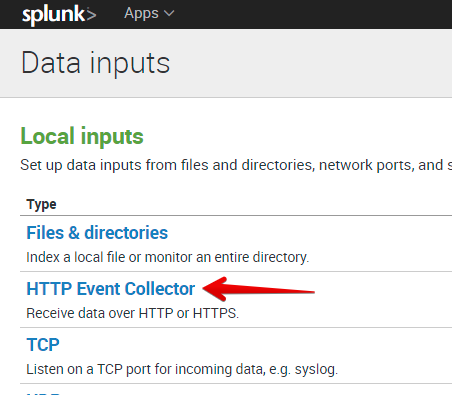 splunk> Apps
Data inputs
Local inputs
Set up data inputs from files and directories, network ports, and
Type
Files & directories
Index a local file or monitor an entire directory.
HTTP Event Collector
Receive data over HTTP or HTTPS.
TCP
Listen on a TCP port for incoming data, e.g. syslog.